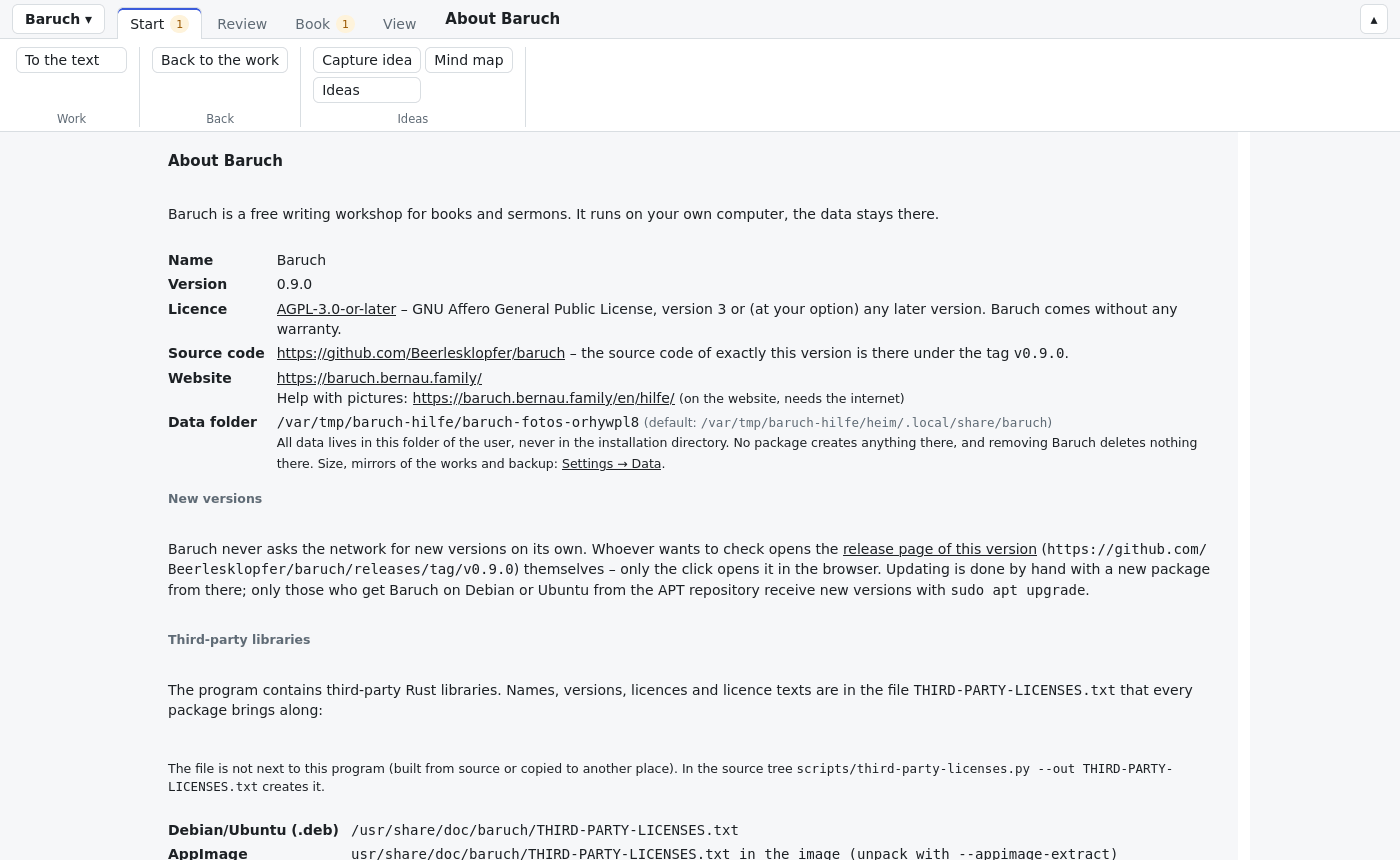 Baruch ▾
Start 1
Review
Book 1
View
About Baruch
▴
To the text
Work
Back to the work
Back
Capture idea
Mind map
Ideas
Ideas
About Baruch
Baruch is a free writing workshop for books and sermons. It runs on your own computer, the data stays there.
Name Baruch
Version 0.9.0
Licence AGPL-3.0-or-later – GNU Affero General Public License, version 3 or (at your option) any later version. Baruch comes without any
warranty.
Source code https://github.com/Beerlesklopfer/baruch – the source code of exactly this version is there under the tag v0.9.0.
Website https://baruch.bernau.family/
Help with pictures: https://baruch.bernau.family/en/hilfe/ (on the website, needs the internet)
Data folder /var/tmp/baruch-hilfe/baruch-fotos-orhywpl8 (default: /var/tmp/baruch-hilfe/heim/.local/share/baruch)
All data lives in this folder of the user, never in the installation directory. No package creates anything there, and removing Baruch deletes nothing
there. Size, mirrors of the works and backup: Settings → Data.
New versions
Baruch never asks the network for new versions on its own. Whoever wants to check opens the release page of this version (https://github.com/
Beerlesklopfer/baruch/releases/tag/v0.9.0) themselves – only the click opens it in the browser. Updating is done by hand with a new package
from there; only those who get Baruch on Debian or Ubuntu from the APT repository receive new versions with sudo apt upgrade.
Third-party libraries
The program contains third-party Rust libraries. Names, versions, licences and licence texts are in the file THIRD-PARTY-LICENSES.txt that every
package brings along:
The file is not next to this program (built from source or copied to another place). In the source tree scripts/third-party-licenses.py --out THIRD-PARTY-
LICENSES.txt creates it.
Debian/Ubuntu (.deb) /usr/share/doc/baruch/THIRD-PARTY-LICENSES.txt
AppImage usr/share/doc/baruch/THIRD-PARTY-LICENSES.txt in the image (unpack with --appimage-extract)